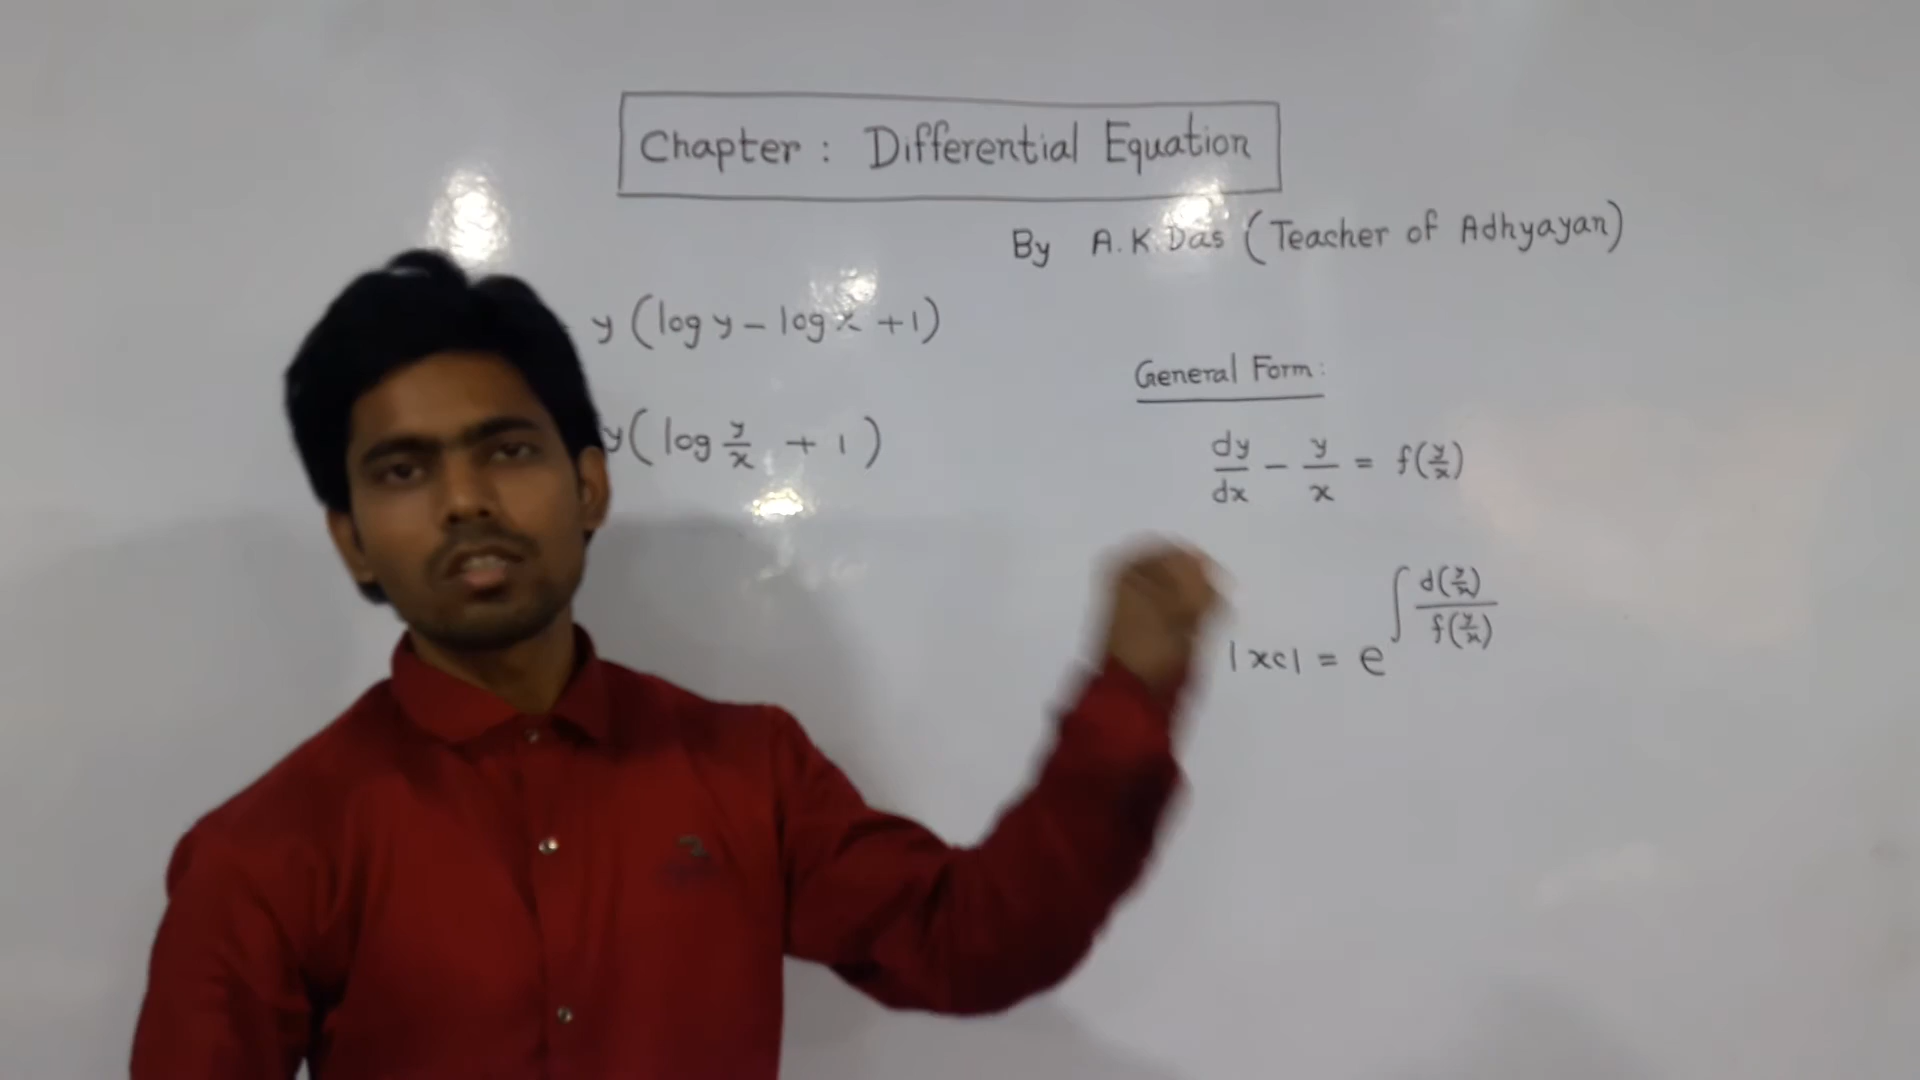 Chapter : Differential Equation
By A.K.Das (Teacher of Adhyayan)
y (log y - log x +1)
y( log y/x + 1 )
General Form:
dy/dx - y/x = f(y/x)
|xc| = e^∫ d(y/x)/f(y/x)